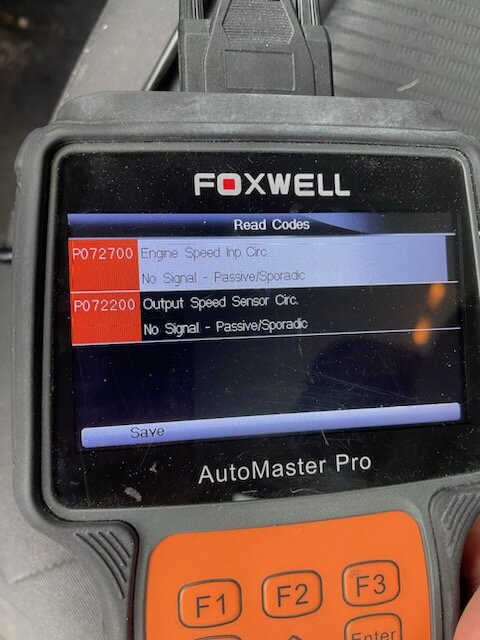 FOXWELL
Read Codes
P072700 Engine Speed Inp. Circ.
No Signal - Passive/Sporadic
P072200 Output Speed Sensor Circ.
No Signal - Passive/Sporadic
Save
AutoMaster Pro
F1 F2 F3
Enter